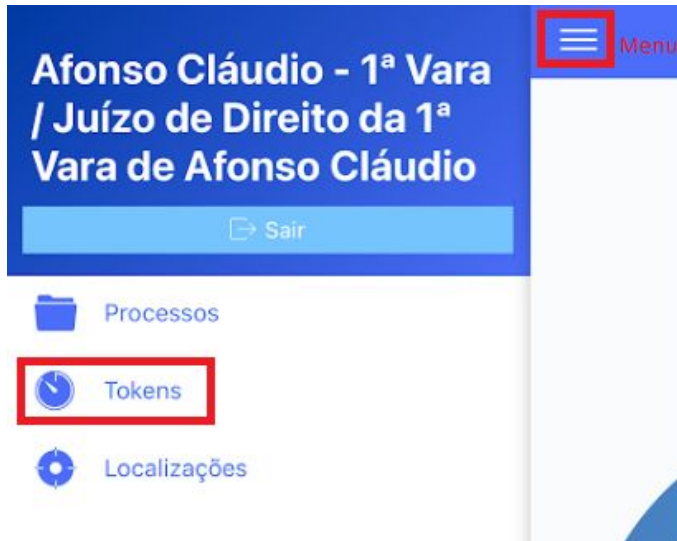 Afonso Cláudio - 1ª Vara
/ Juízo de Direito da 1ª
Vara de Afonso Cláudio
Sair
Menu
Processos
Tokens
Localizações